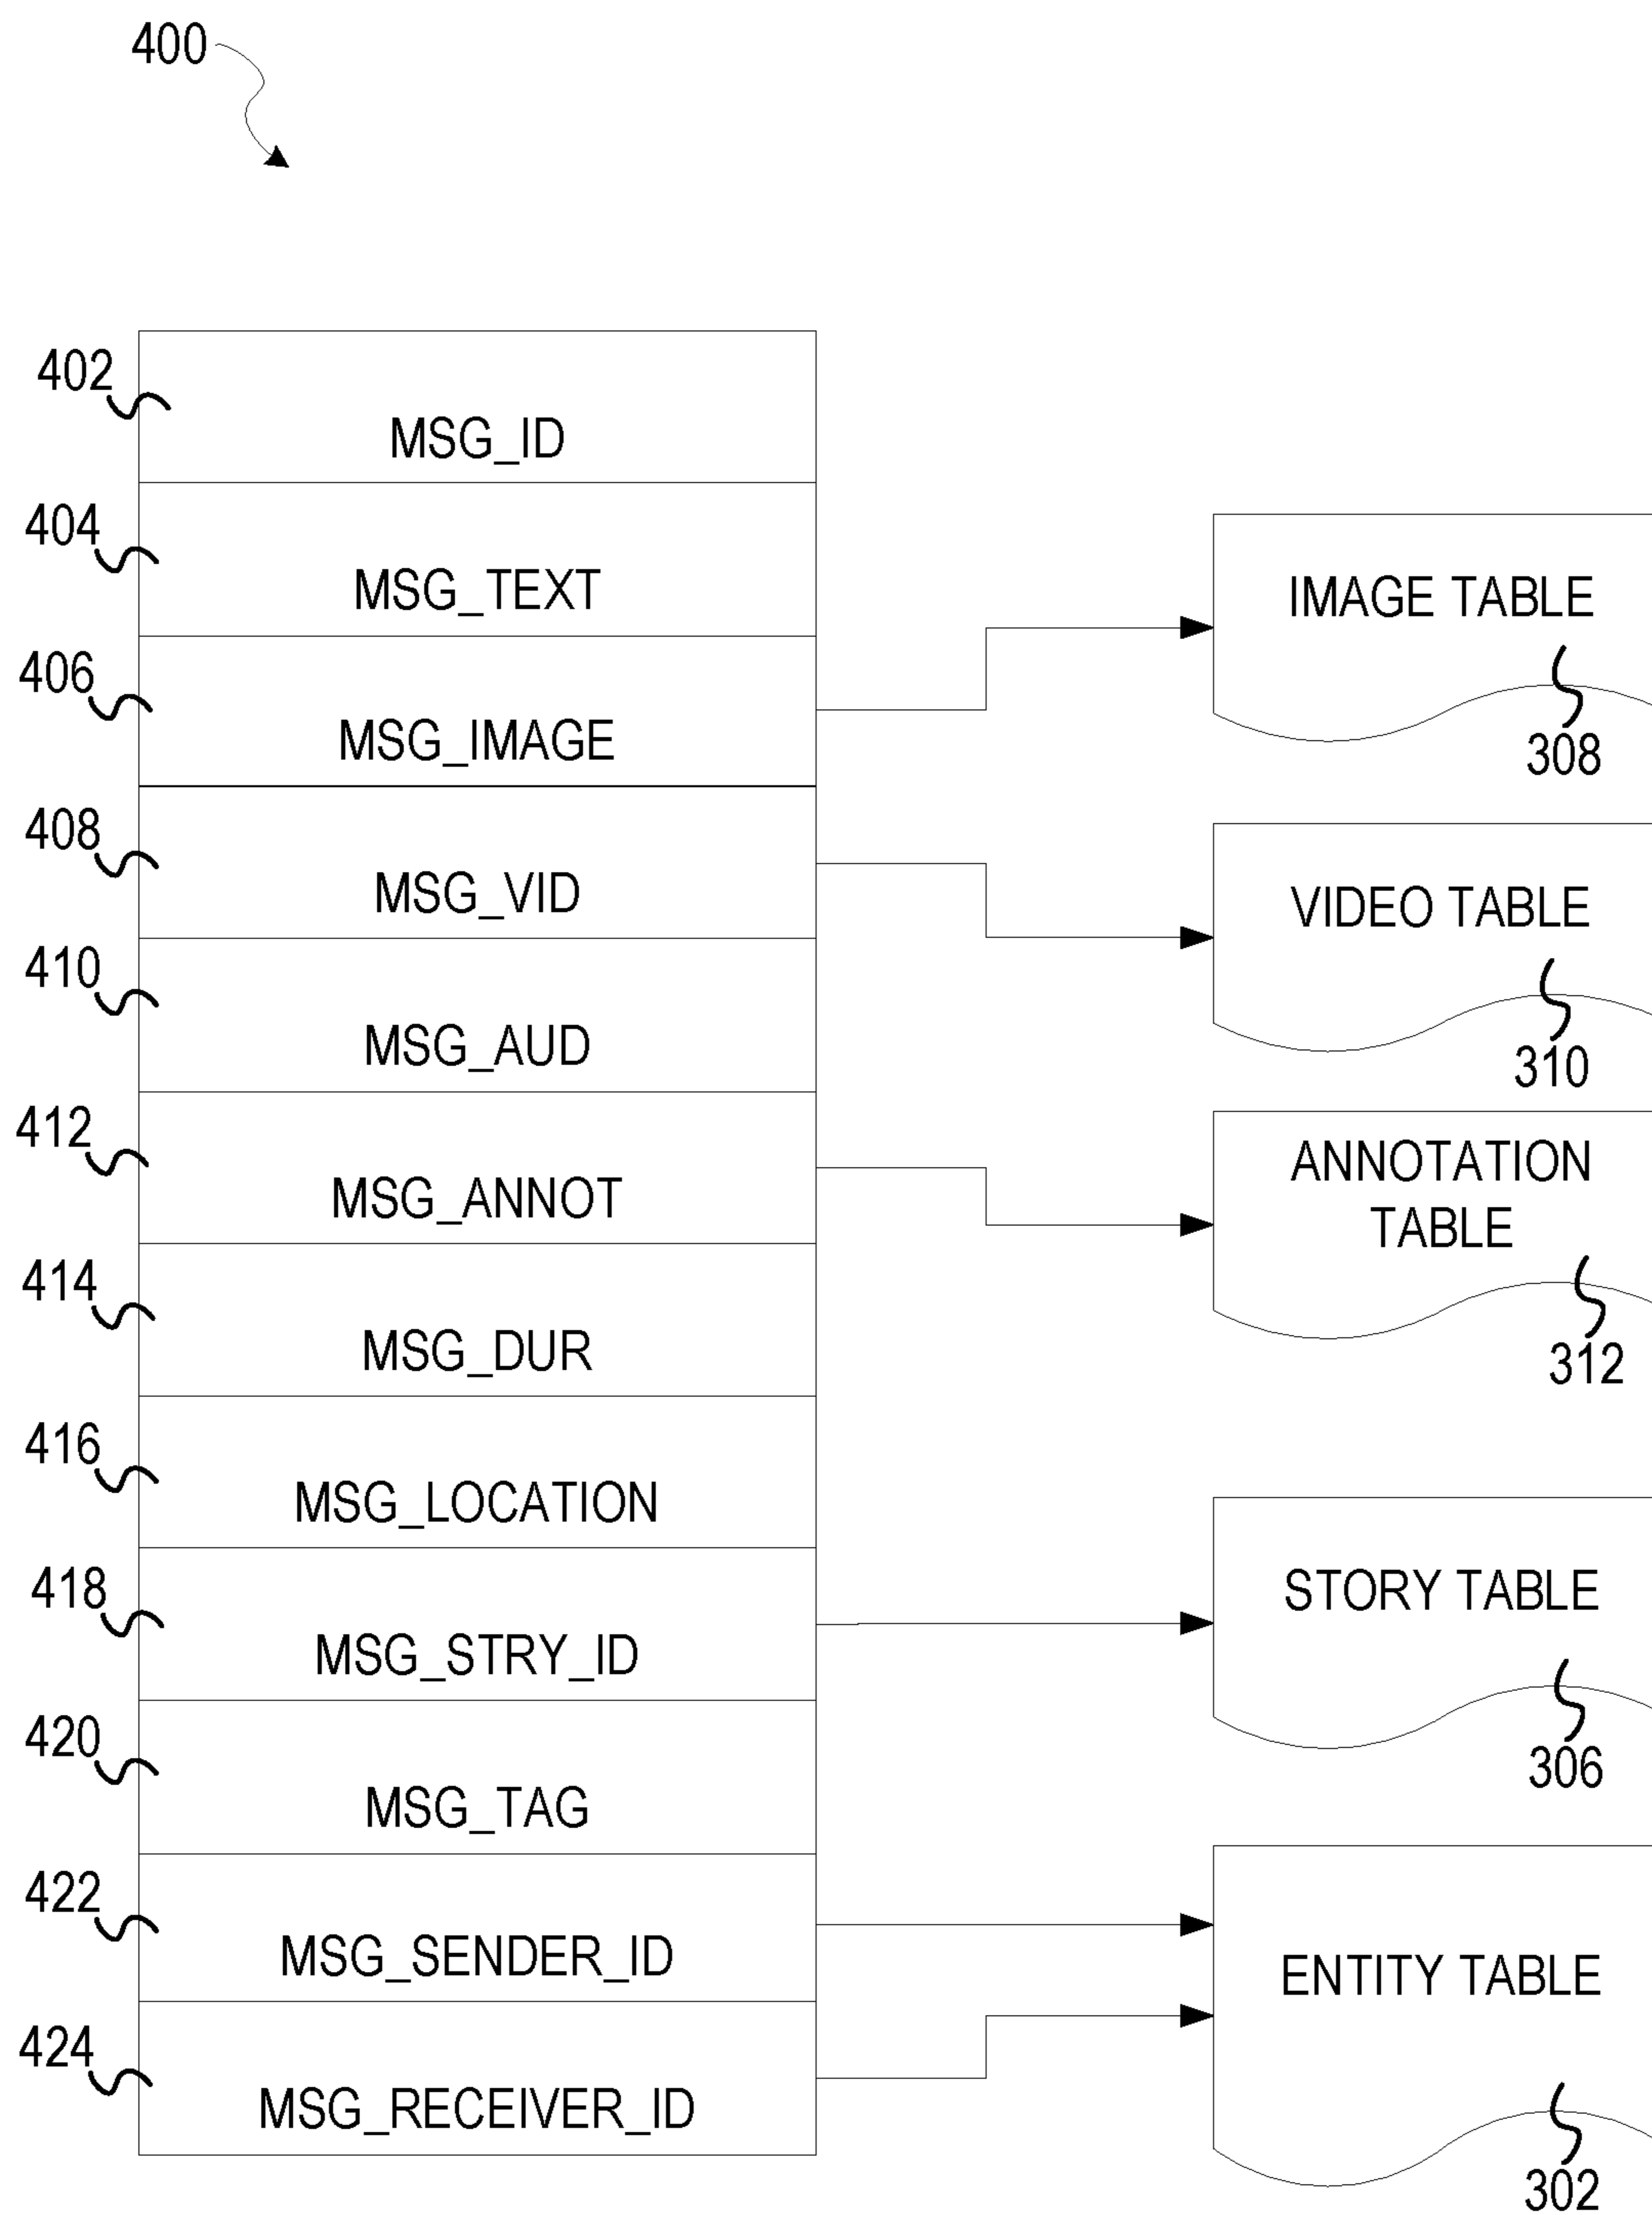 400
402
MSG_ID
404
MSG_TEXT
406
MSG_IMAGE
408
MSG_VID
410
MSG_AUD
412
MSG_ANNOT
414
MSG_DUR
416
MSG_LOCATION
418
MSG_STRY_ID
420
MSG_TAG
422
MSG_SENDER_ID
424
MSG_RECEIVER_ID
IMAGE TABLE
308
VIDEO TABLE
310
ANNOTATION
TABLE
312
STORY TABLE
306
ENTITY TABLE
302